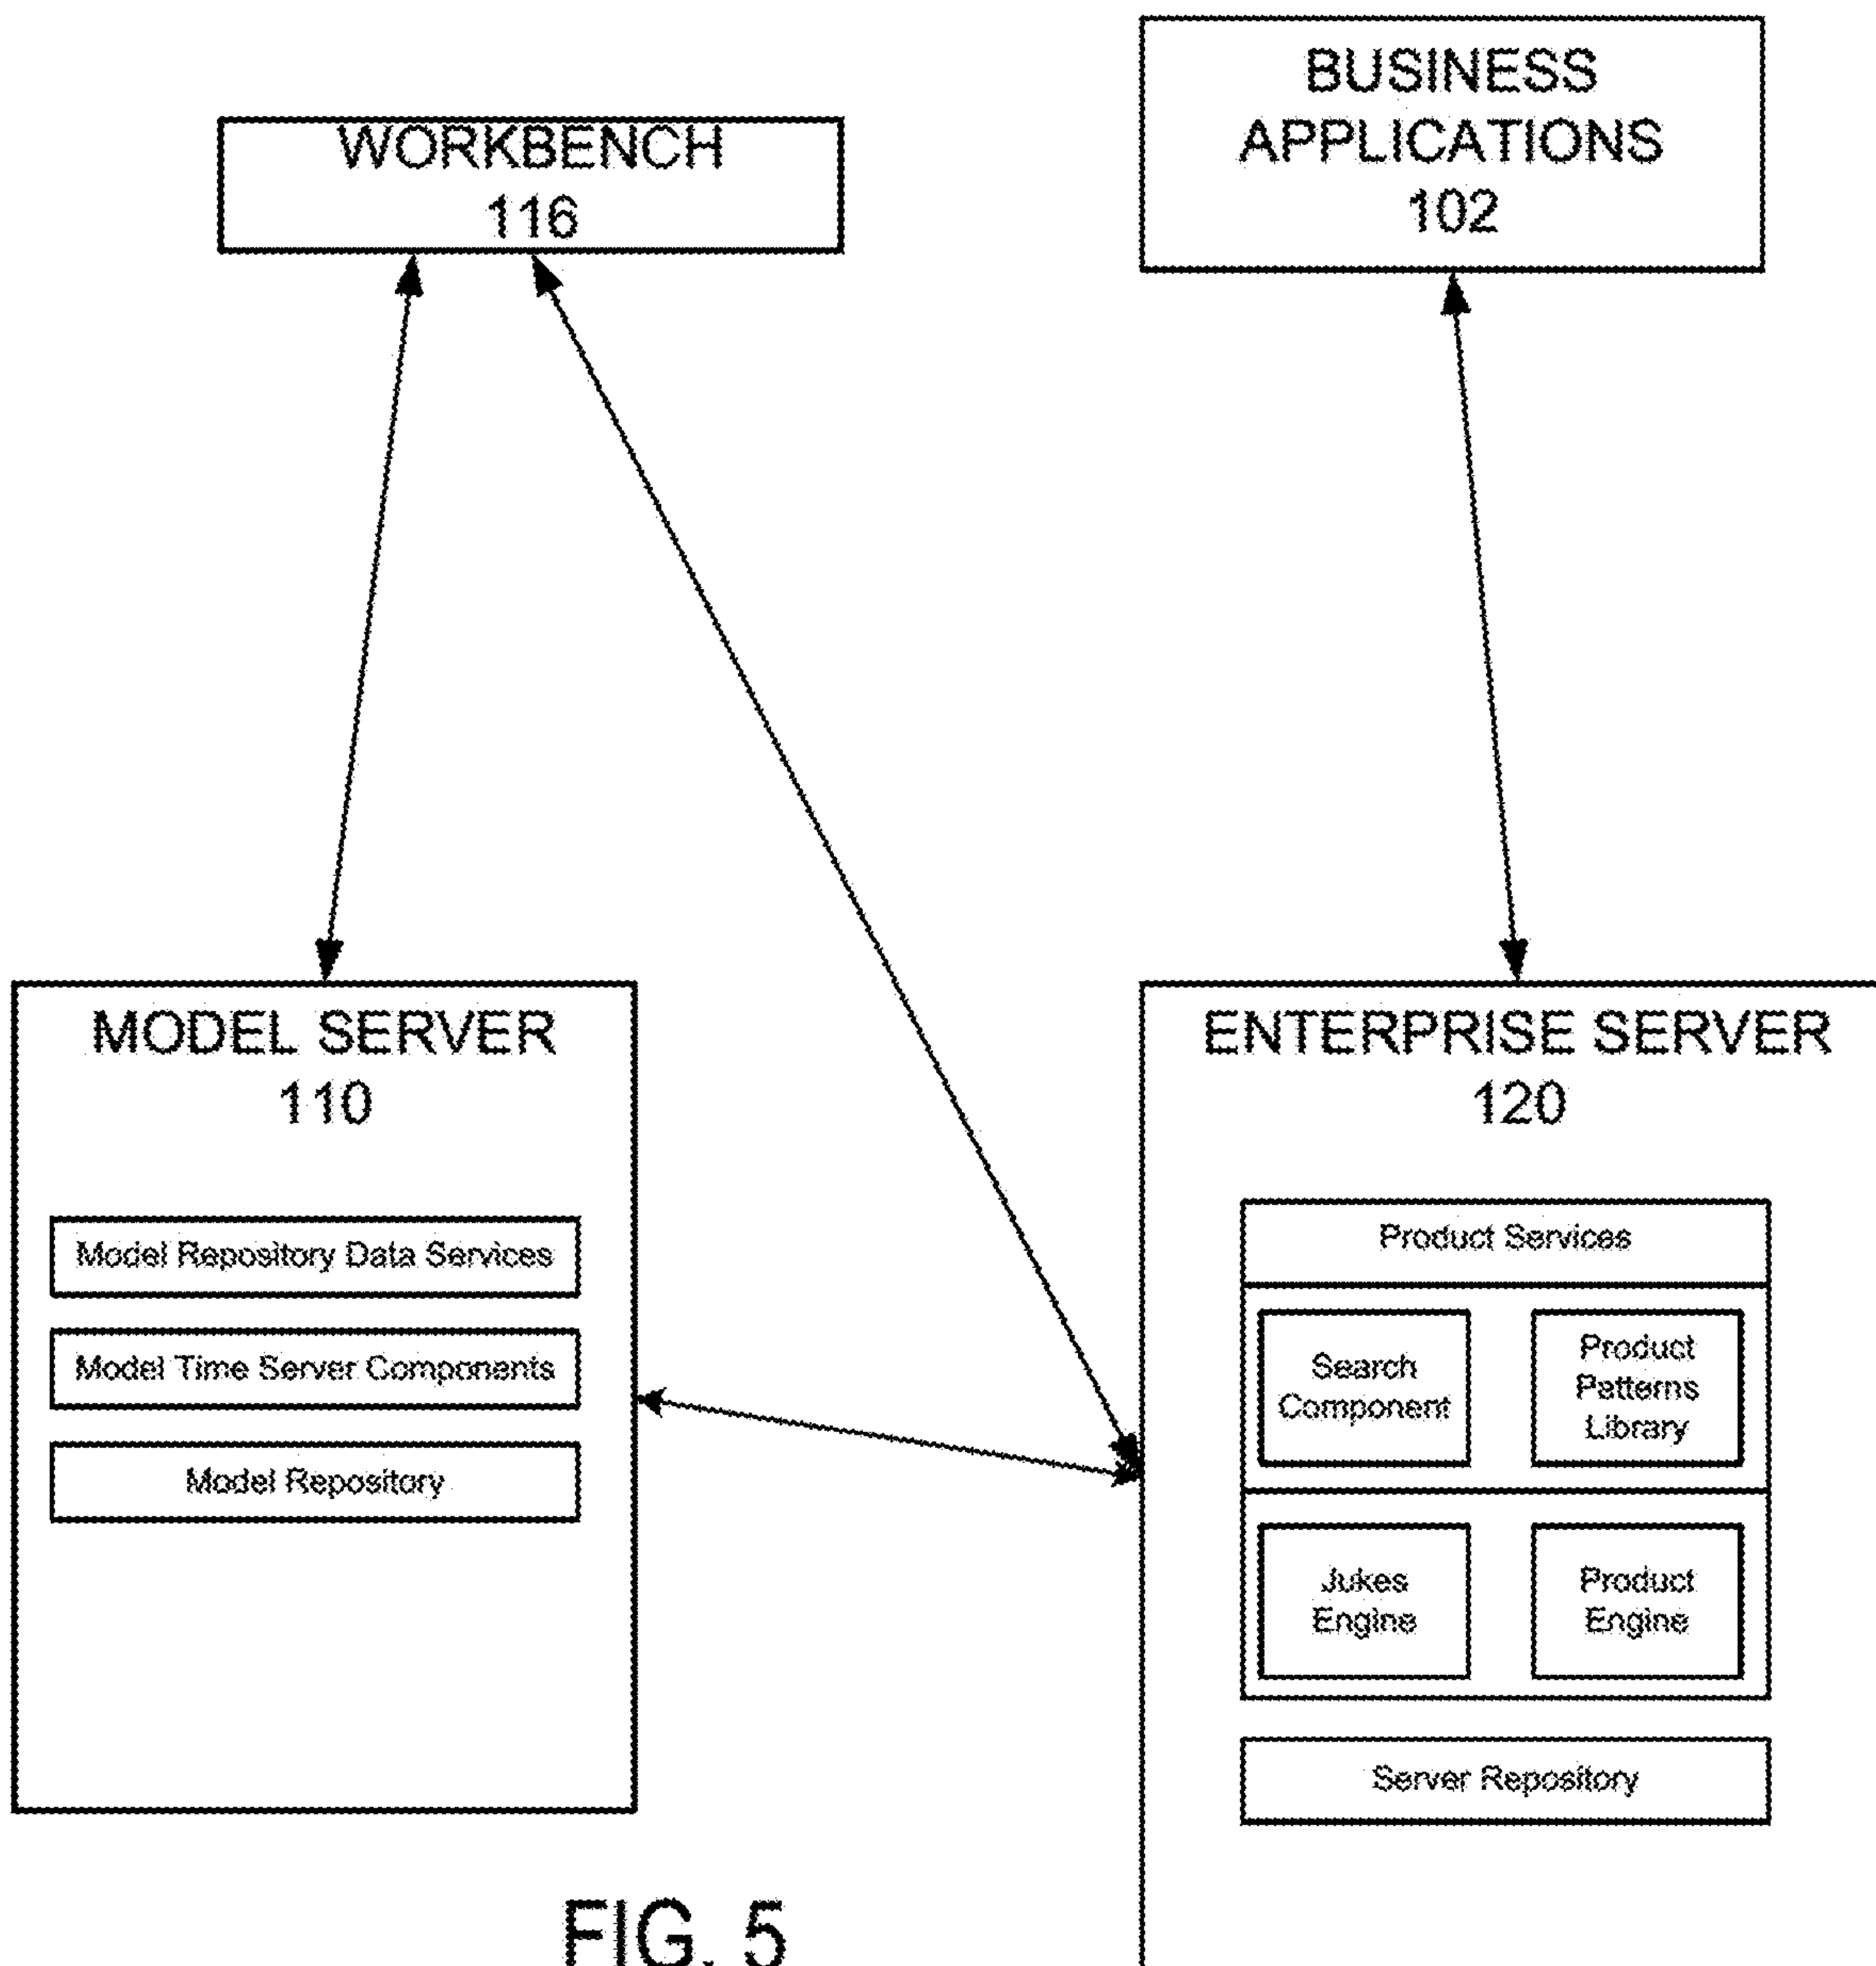 BUSINESS
APPLICATIONS
102
WORKBENCH
116
MODEL SERVER
110
Model Repository Data Services
Model Time Server Components
Model Repository
ENTERPRISE SERVER
120
Product Services
Search
Component
Product
Patterns
Library
Jukes
Engine
Product
Engine
Server Repository
FIG. 5